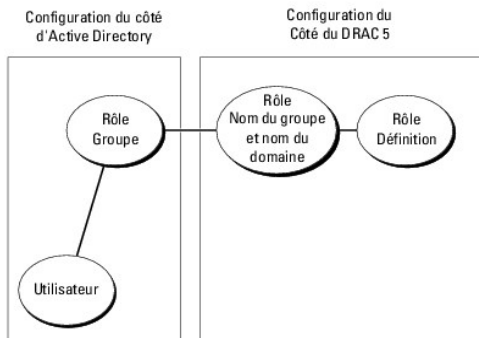 Configuration du côté
d'Active Directory
Configuration du
Côté du DRAC 5
Rôle
Groupe
Rôle
Nom du groupe
et nom du
domaine
Rôle
Définition
Utilisateur